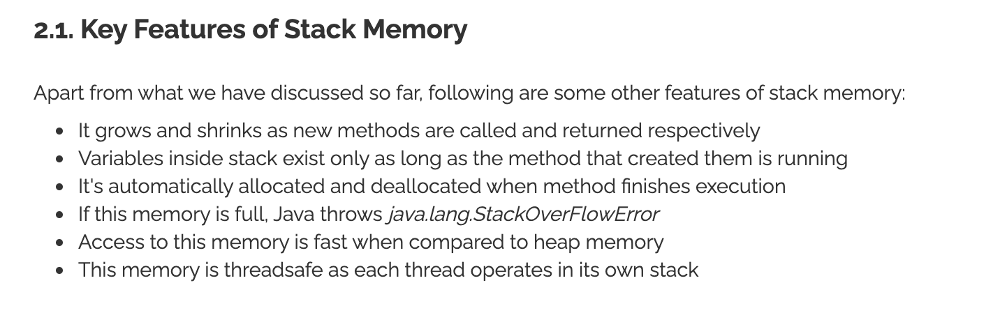 2.1. Key Features of Stack Memory
Apart from what we have discussed so far, following are some other features of stack memory:
• It grows and shrinks as new methods are called and returned respectively
• Variables inside stack exist only as long as the method that created them is running
• It's automatically allocated and deallocated when method finishes execution
• If this memory is full, Java throws java.lang.StackOverFlowError
• Access to this memory is fast when compared to heap memory
• This memory is threadsafe as each thread operates in its own stack